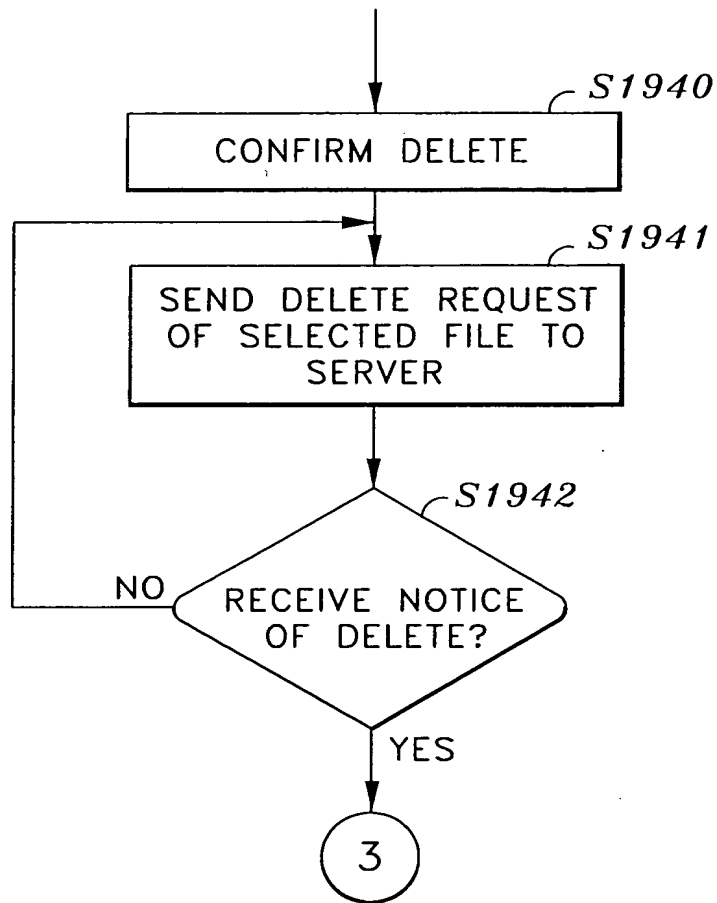 S1940
CONFIRM DELETE
S1941
SEND DELETE REQUEST
OF SELECTED FILE TO
SERVER
S1942
NO
RECEIVE NOTICE
OF DELETE?
YES
3